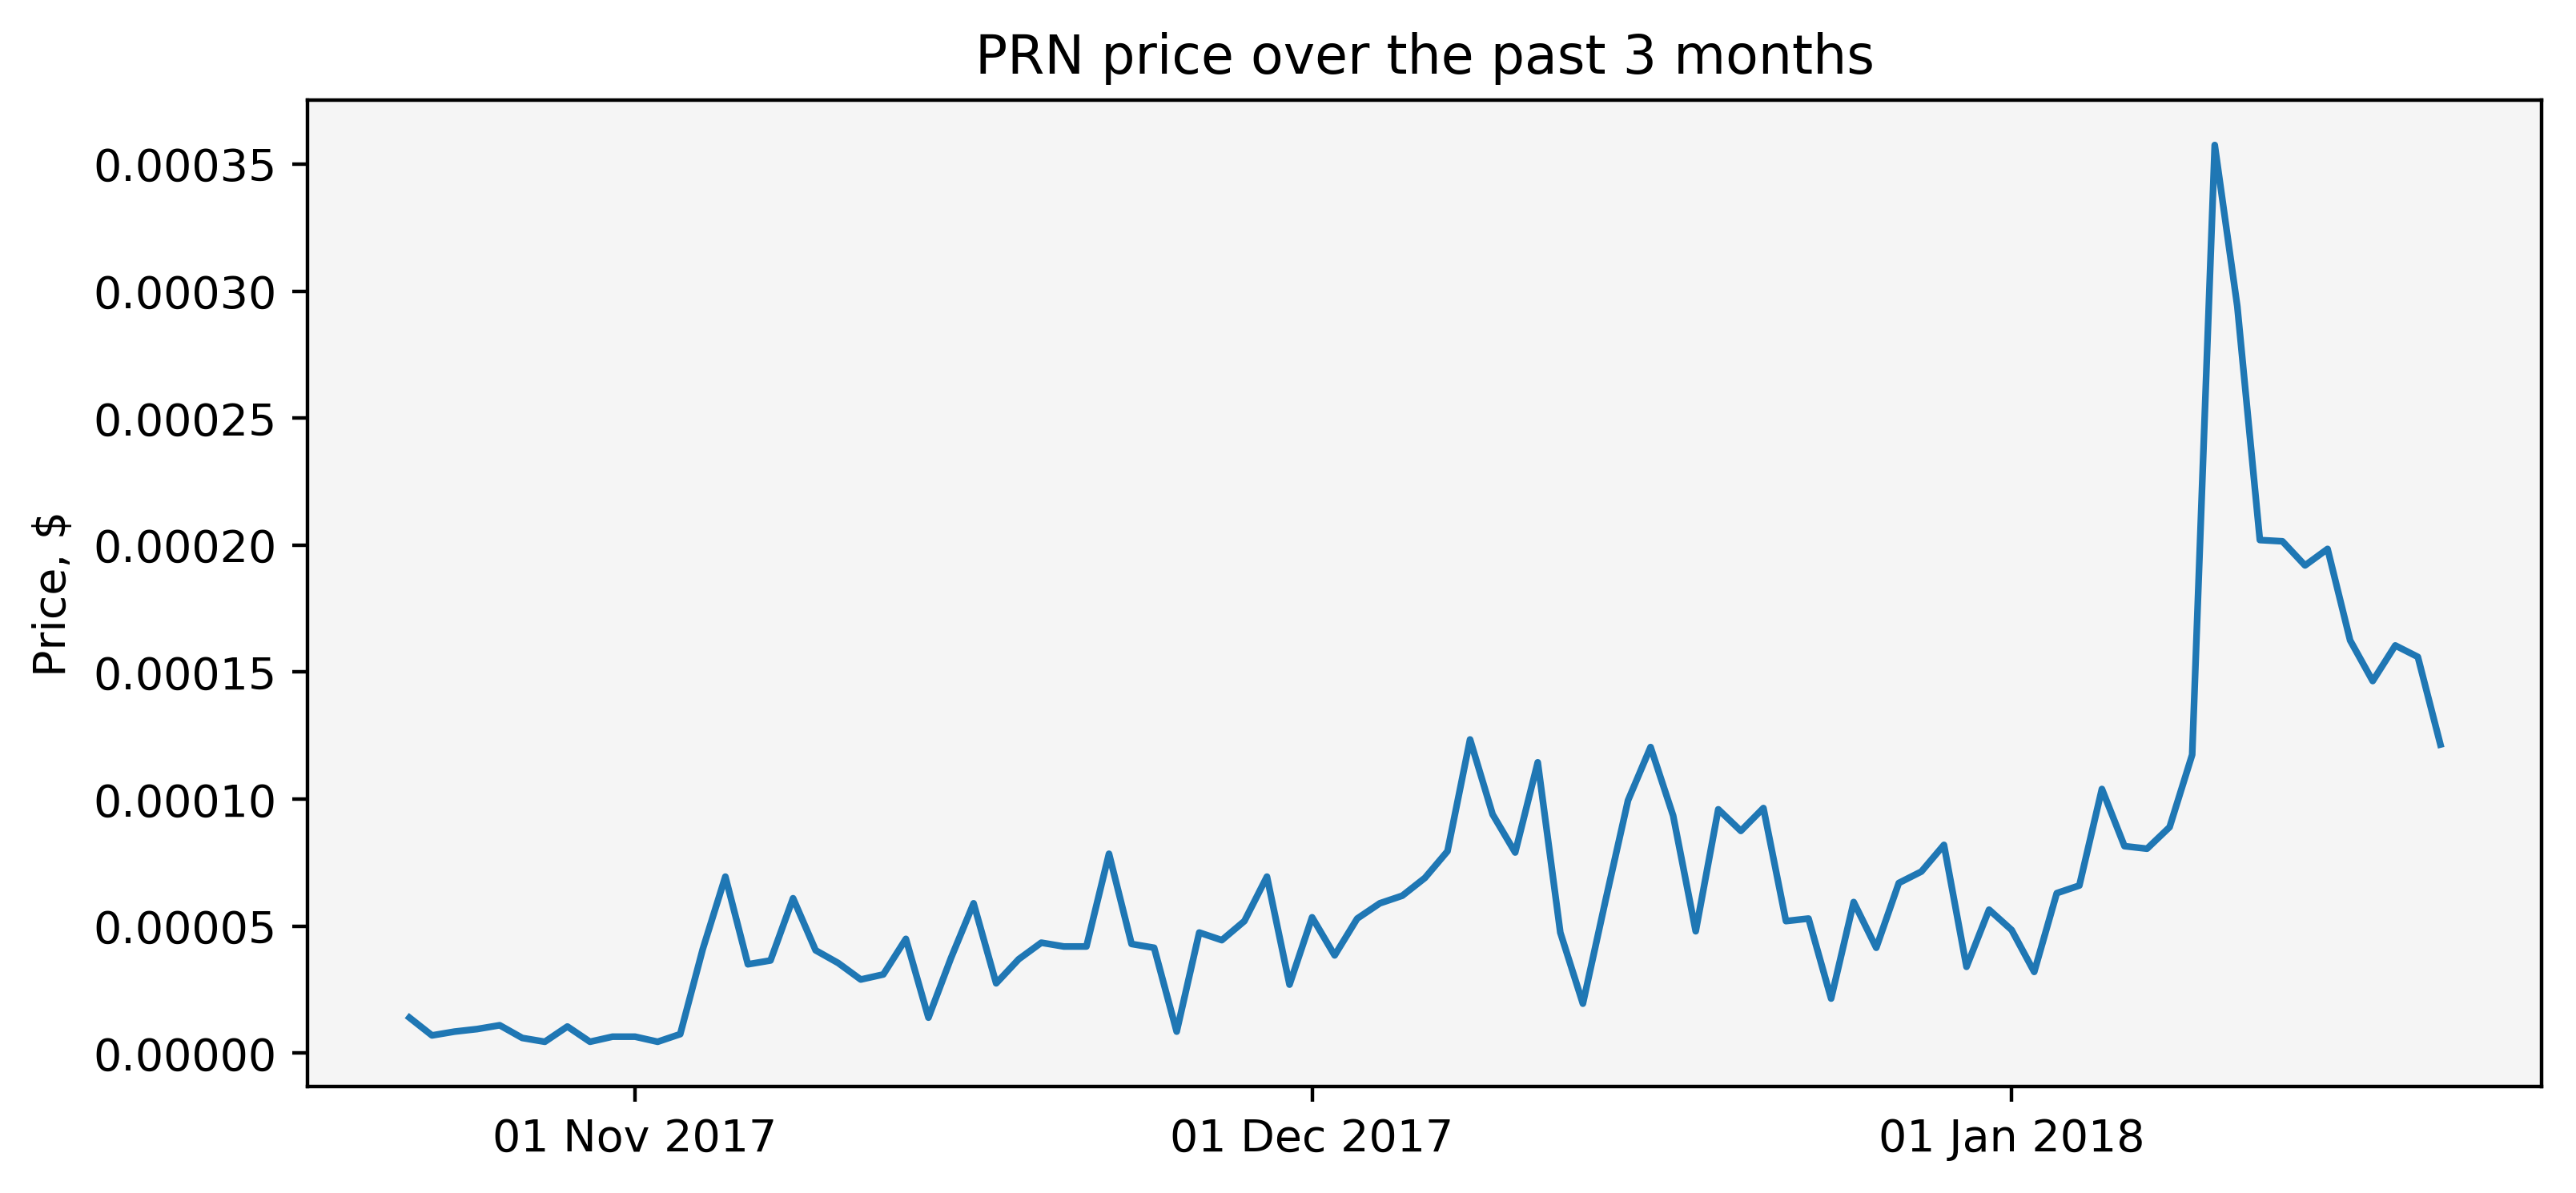 PRN price over the past 3 months
Price, $
0.00035
0.00030
0.00025
0.00020
0.00015
0.00010
0.00005
0.00000
01 Nov 2017
01 Dec 2017
01 Jan 2018